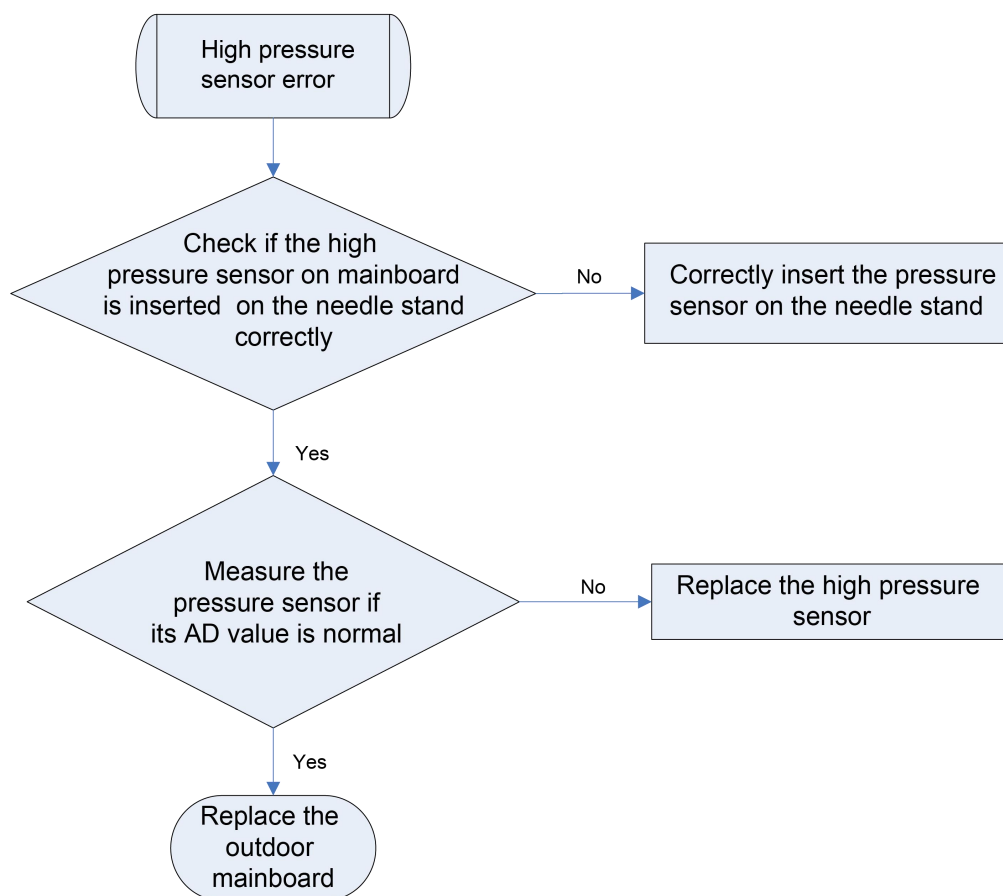 High pressure
sensor error
Check if the high
pressure sensor on mainboard
is inserted on the needle stand
correctly
No
Correctly insert the pressure
sensor on the needle stand
Yes
Measure the
pressure sensor if
its AD value is normal
No
Replace the high pressure
sensor
Yes
Replace the
outdoor
mainboard